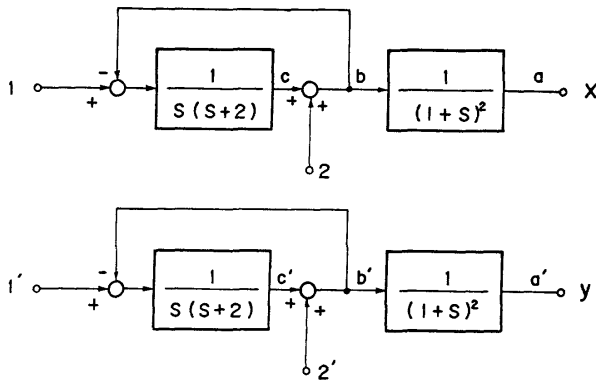 1 + - 1 / S(S+2) c + + b 1 / (1+S)² a X
2
1′ + - 1 / S(S+2) c′ + + b′ 1 / (1+S)² a′ y
2′